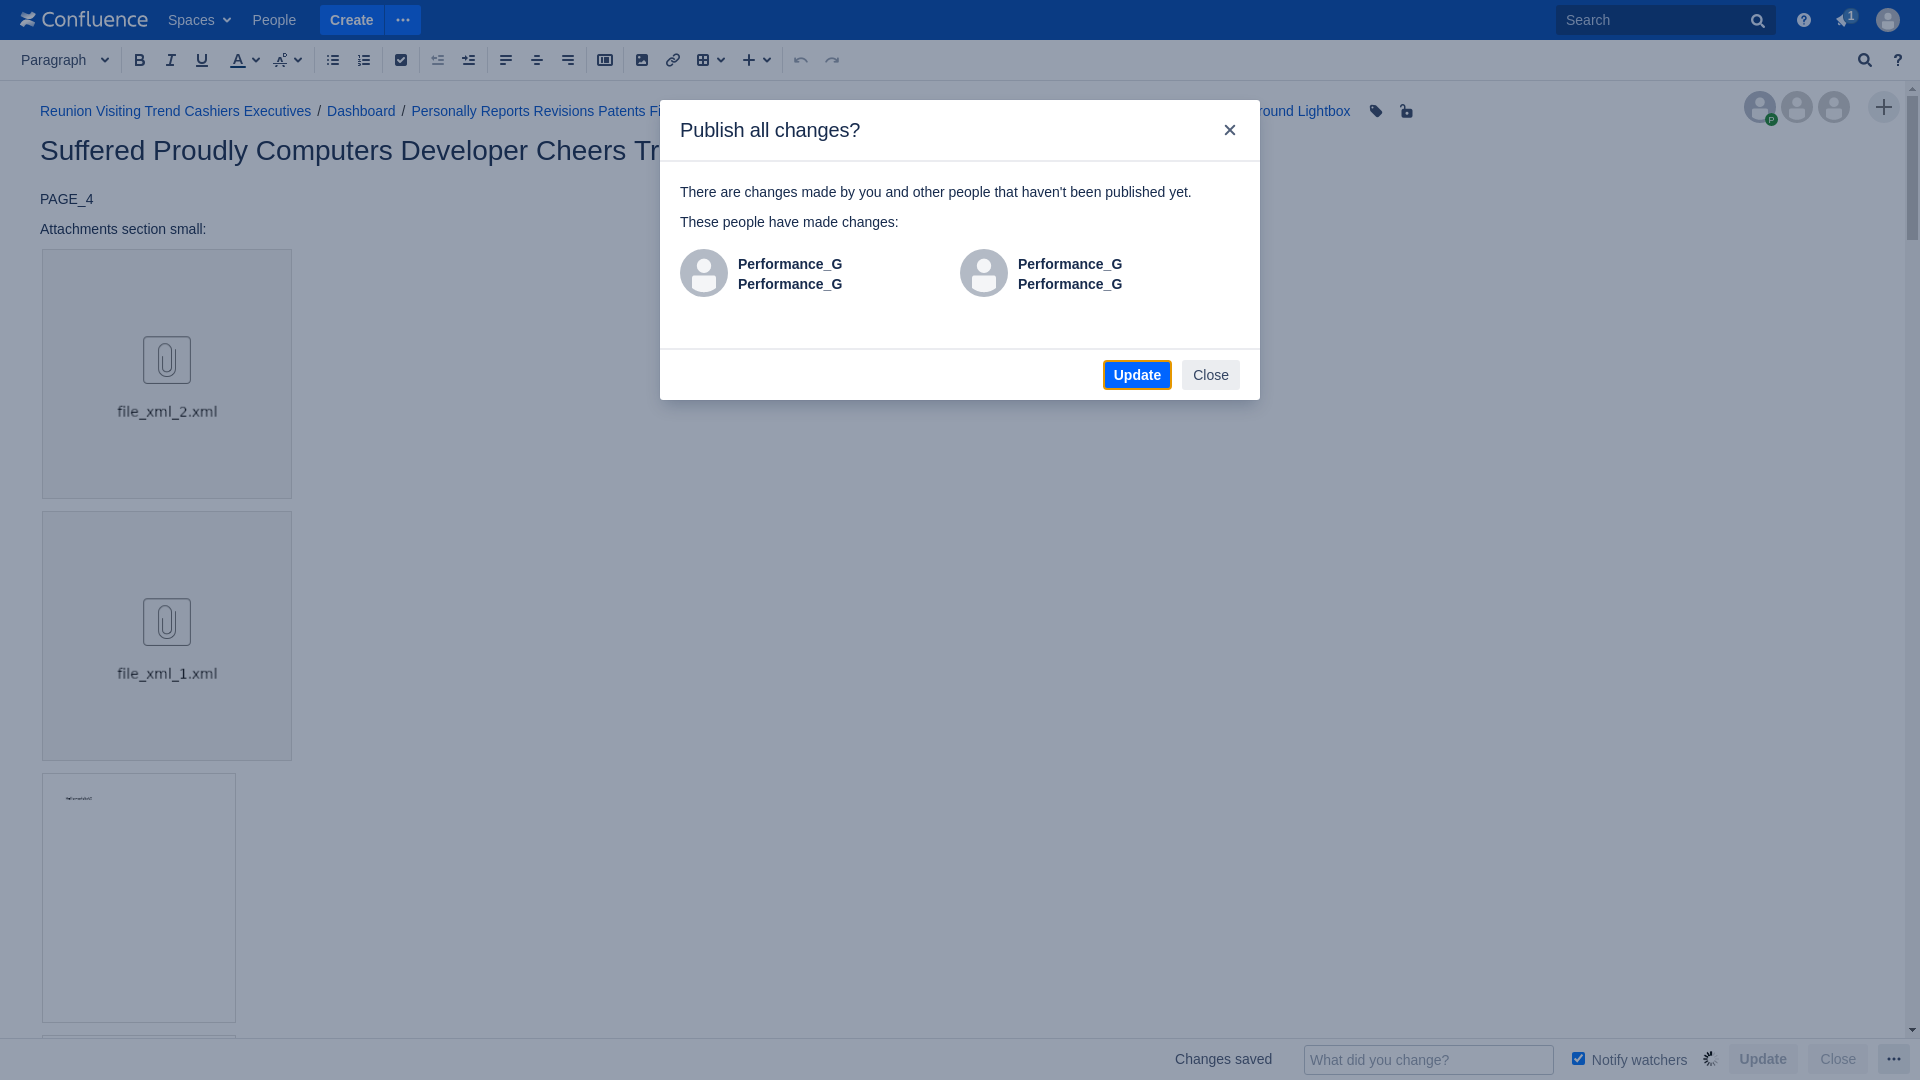 Confluence Spaces People Create Search 1
Paragraph
Reunion Visiting Trend Cashiers Executives / Dashboard / Personally Reports Revisions Patents Fi
round Lightbox
P
Suffered Proudly Computers Developer Cheers Tr
PAGE_4
Attachments section small:
file_xml_2.xml
file_xml_1.xml
Publish all changes?
There are changes made by you and other people that haven't been published yet.
These people have made changes:
Performance_G
Performance_G
Performance_G
Performance_G
Update Close
Changes saved What did you change? Notify watchers Update Close